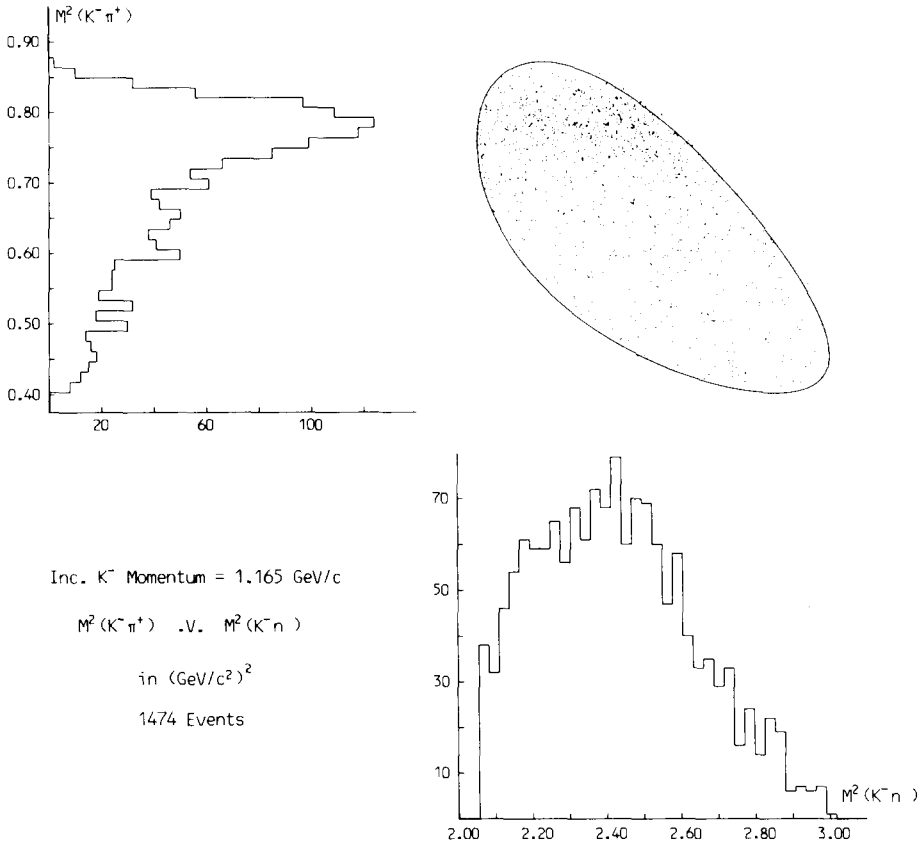 M²(K⁻π⁺)
0.90
0.80
0.70
0.60
0.50
0.40
20 60 100
Inc. K⁻ Momentum = 1.165 GeV/c
M²(K⁻π⁺) .V. M²(K⁻n)
in (GeV/c²)²
1474 Events
70
50
30
10
M²(K⁻n )
2.00 2.20 2.40 2.60 2.80 3.00